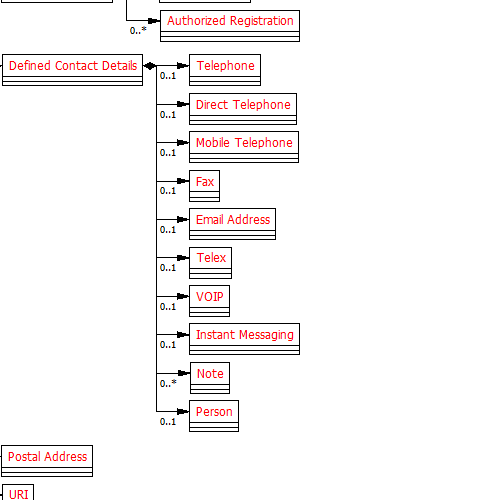 Authorized Registration
0..*
Defined Contact Details
Telephone
0..1
Direct Telephone
0..1
Mobile Telephone
0..1
Fax
0..1
Email Address
0..1
Telex
0..1
VOIP
0..1
Instant Messaging
0..1
Note
0..*
Person
0..1
Postal Address
URI